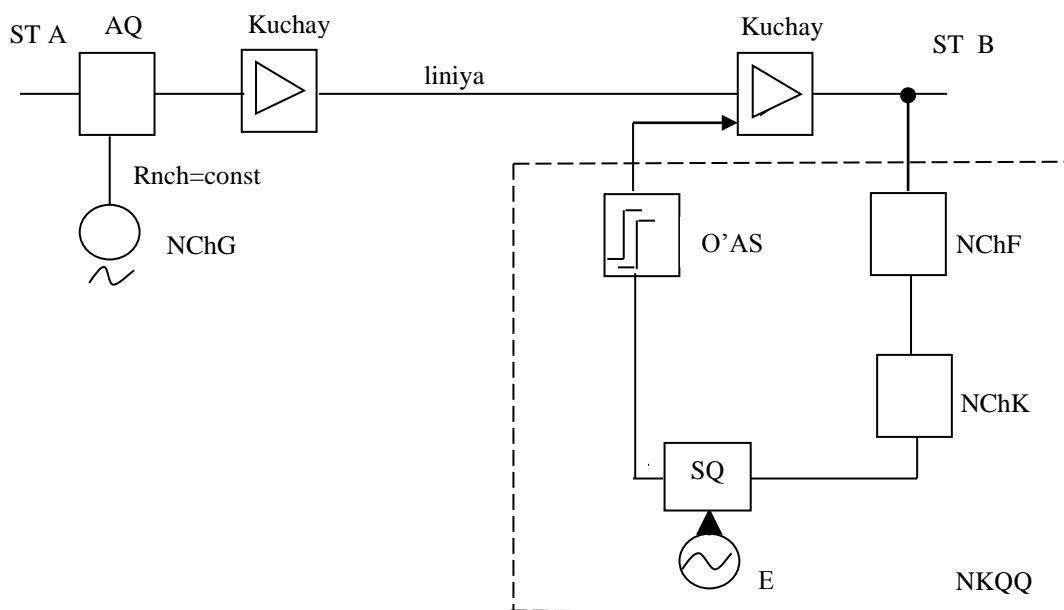 ST A
AQ
Kuchay
Kuchay
ST B
liniya
Rnch=const
NChG
O’AS
NChF
NChK
SQ
E
NKQQ